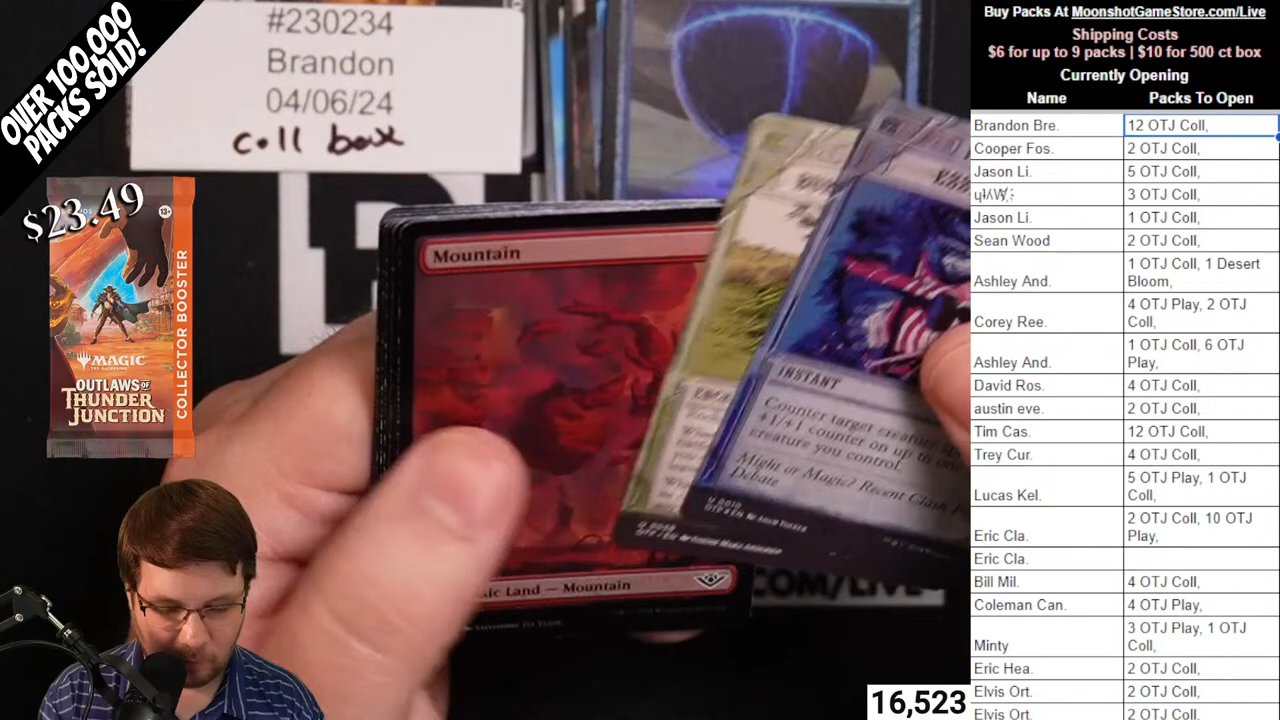 OVER 100,000
PACKS SOLD!
#230234
Brandon
04/06/24
coll box
$23.49
13+
COLLECTOR BOOSTER
MAGIC
THE GATHERING
OUTLAWS OF
THUNDER
JUNCTION
Mountain
Land — Mountain
INSTANT
Counter target creature
+1/+1 counter on up to
creature you control.
Might or Magic? Recent Clash
Debate
COM/LIVE
16,523
Buy Packs At MoonshotGameStore.com/Live
Shipping Costs
$6 for up to 9 packs | $10 for 500 ct box
Currently Opening
Name Packs To Open
Brandon Bre. 12 OTJ Coll,
Cooper Fos. 2 OTJ Coll,
Jason Li. 5 OTJ Coll,
3 OTJ Coll,
Jason Li. 1 OTJ Coll,
Sean Wood 2 OTJ Coll,
Ashley And. 1 OTJ Coll, 1 Desert
Bloom,
Corey Ree. 4 OTJ Play, 2 OTJ
Coll,
Ashley And. 1 OTJ Coll, 6 OTJ
Play,
David Ros. 4 OTJ Coll,
austin eve. 2 OTJ Coll,
Tim Cas. 12 OTJ Coll,
Trey Cur. 4 OTJ Coll,
Lucas Kel. 5 OTJ Play, 1 OTJ
Coll,
Eric Cla. 2 OTJ Coll, 10 OTJ
Play,
Eric Cla.
Bill Mil. 4 OTJ Coll,
Coleman Can. 4 OTJ Play,
Minty 3 OTJ Play, 1 OTJ
Coll,
Eric Hea. 2 OTJ Coll,
Elvis Ort. 2 OTJ Coll,
Elvis Ort. 2 OTJ Coll,